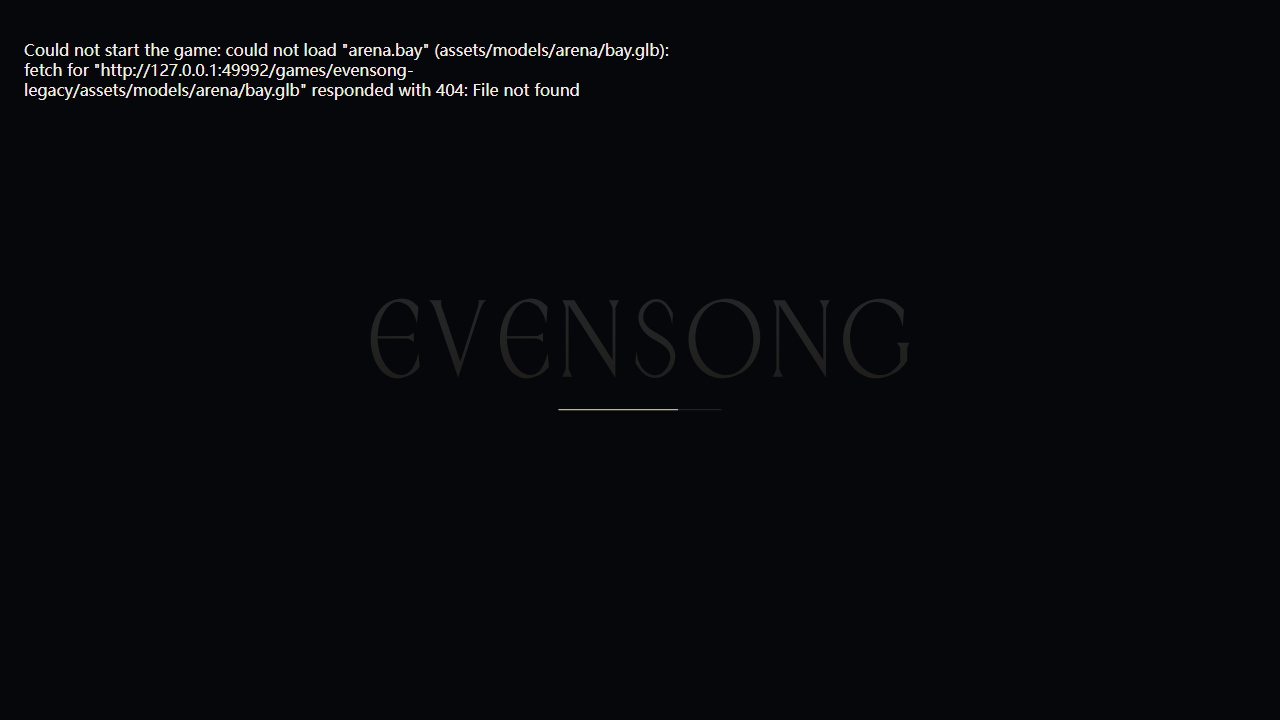 Could not start the game: could not load "arena.bay" (assets/models/arena/bay.glb):
fetch for "http://127.0.0.1:49992/games/evensong-
legacy/assets/models/arena/bay.glb" responded with 404: File not found
EVENSONG